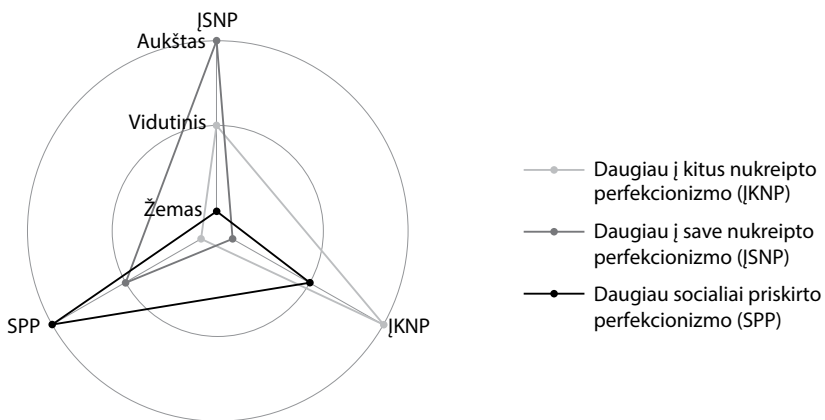 ĮSNP
Aukštas
Vidutinis
Žemas
SPP
ĮKNP
Daugiau į kitus nukreipto
perfekcionizmo (ĮKNP)
Daugiau į save nukreipto
perfekcionizmo (ĮSNP)
Daugiau socialiai priskirto
perfekcionizmo (SPP)